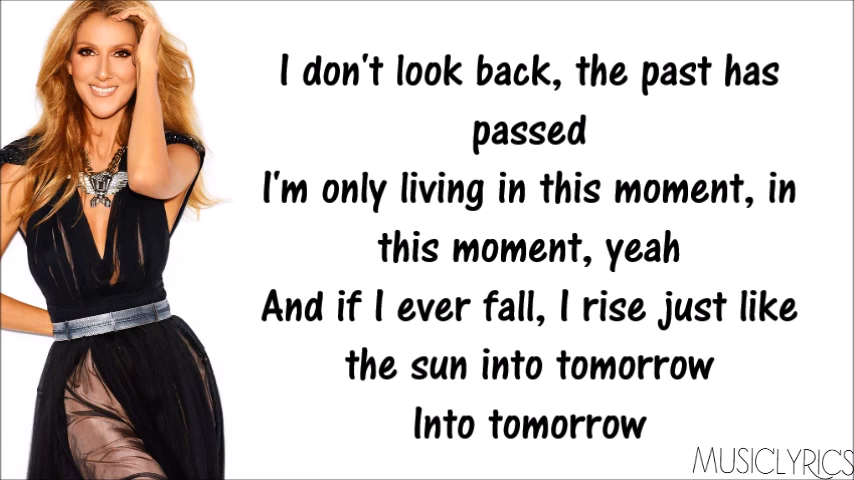 I don't look back, the past has
passed
I'm only living in this moment, in
this moment, yeah
And if I ever fall, I rise just like
the sun into tomorrow
Into tomorrow
MUSICLYRICS